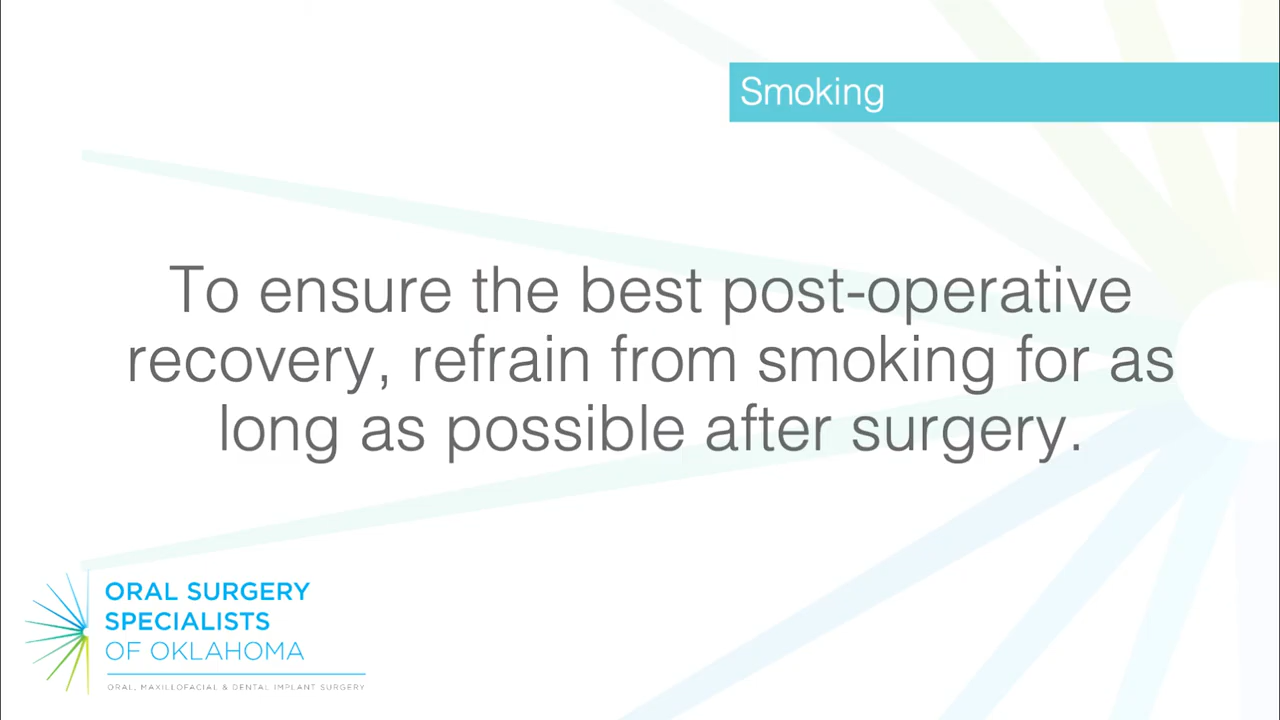 Smoking
To ensure the best post-operative
recovery, refrain from smoking for as
long as possible after surgery.
ORAL SURGERY
SPECIALISTS
OF OKLAHOMA
ORAL, MAXILLOFACIAL & DENTAL IMPLANT SURGERY